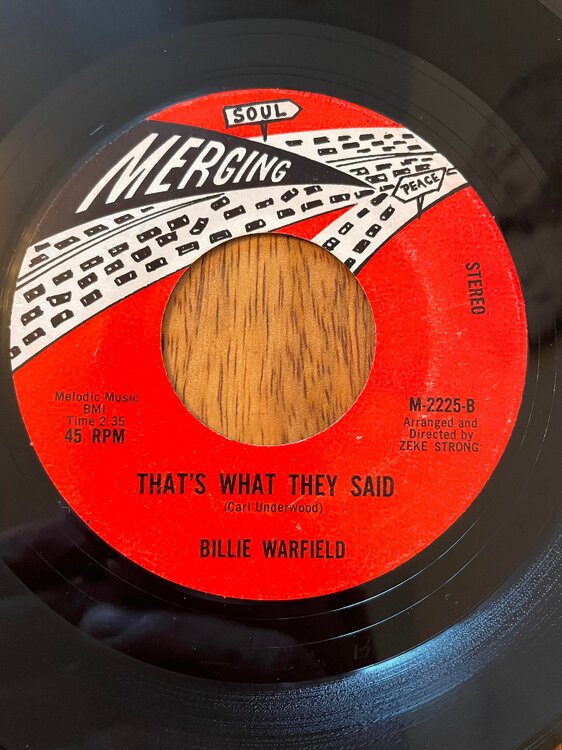 SOUL
MERGING
PEACE
STEREO
Melodic Music
BMI
Time 2:35
45 RPM
M-2225-B
Arranged and
Directed by
ZEKE STRONG
THAT'S WHAT THEY SAID
(Carl Underwood)
BILLIE WARFIELD